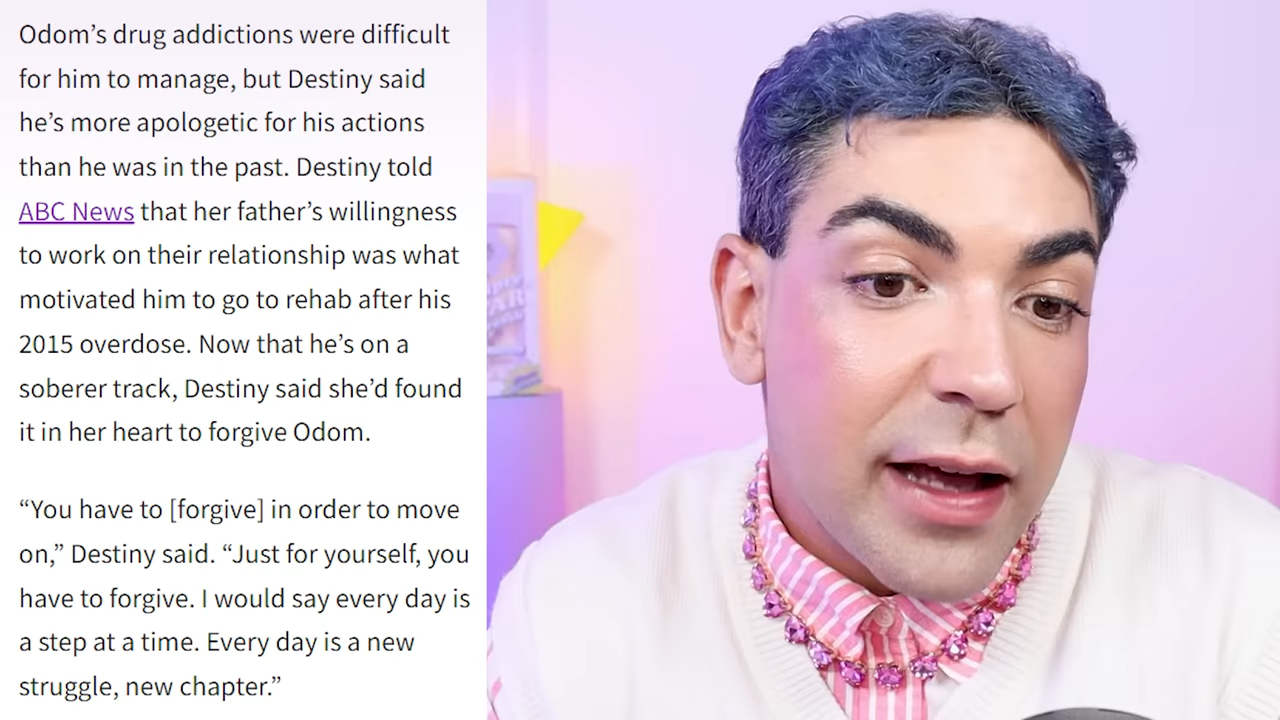 Odom’s drug addictions were difficult
for him to manage, but Destiny said
he’s more apologetic for his actions
than he was in the past. Destiny told
ABC News that her father’s willingness
to work on their relationship was what
motivated him to go to rehab after his
2015 overdose. Now that he’s on a
soberer track, Destiny said she’d found
it in her heart to forgive Odom.
“You have to [forgive] in order to move
on,” Destiny said. “Just for yourself, you
have to forgive. I would say every day is
a step at a time. Every day is a new
struggle, new chapter.”